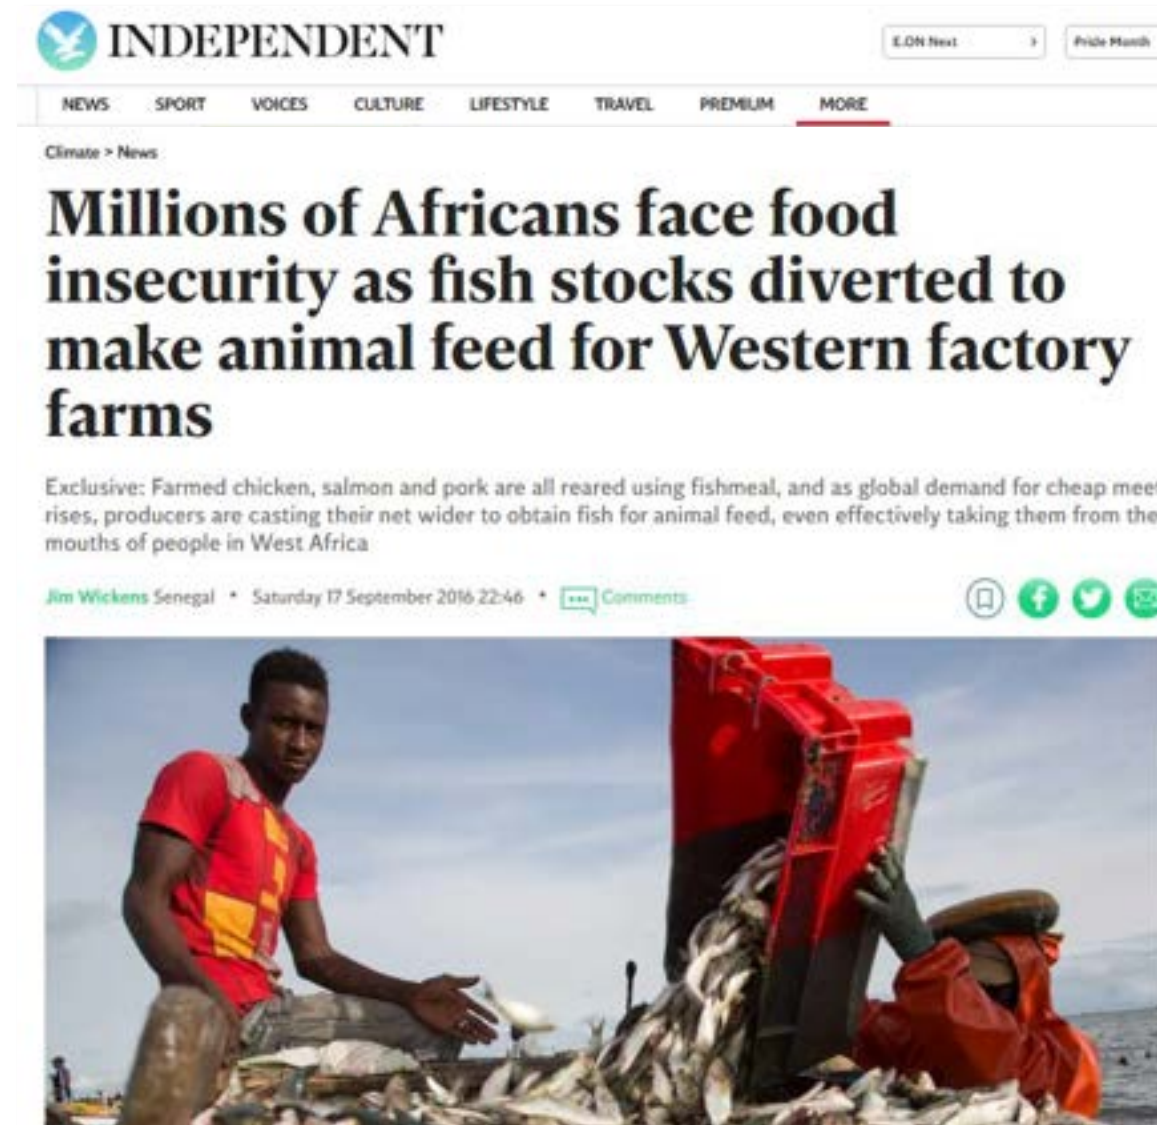 INDEPENDENT
E.ON Next
Pride Month
NEWS SPORT VOICES CULTURE LIFESTYLE TRAVEL PREMIUM MORE
Climate > News
Millions of Africans face food
insecurity as fish stocks diverted to
make animal feed for Western factory
farms
Exclusive: Farmed chicken, salmon and pork are all reared using fishmeal, and as global demand for cheap meet
rises, producers are casting their net wider to obtain fish for animal feed, even effectively taking them from the
mouths of people in West Africa
Jim Wickens Senegal • Saturday 17 September 2016 22:46 • Comments